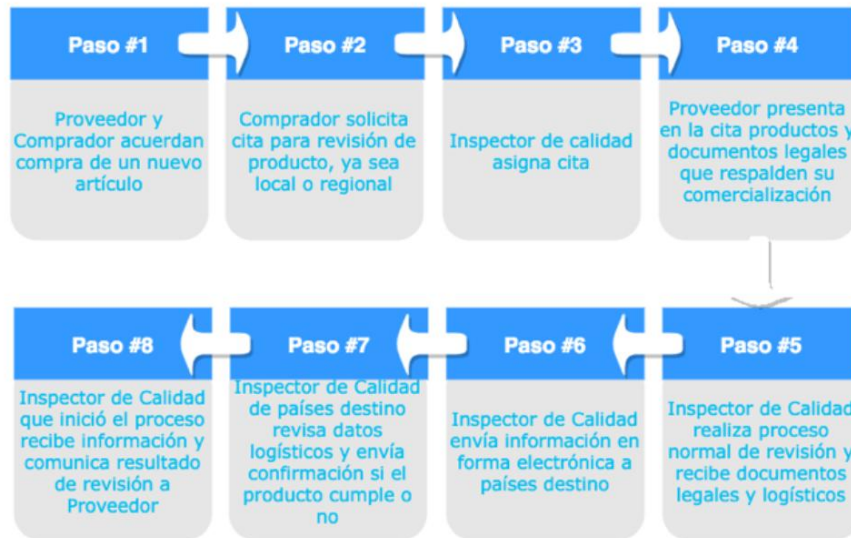 Paso #1
Proveedor y
Comprador acuerdan
compra de un nuevo
artículo
Paso #2
Comprador solicita
cita para revisión de
producto, ya sea
local o regional
Paso #3
Inspector de calidad
asigna cita
Paso #4
Proveedor presenta
en la cita productos y
documentos legales
que respalden su
comercialización
Paso #5
Inspector de Calidad
realiza proceso
normal de revisión y
recibe documentos
legales y logísticos
Paso #6
Inspector de Calidad
envía información en
forma electrónica a
países destino
Paso #7
Inspector de Calidad
de países destino
revisa datos
logísticos y envía
confirmación si el
producto cumple o
no
Paso #8
Inspector de Calidad
que inició el proceso
recibe información y
comunica resultado
de revisión a
Proveedor